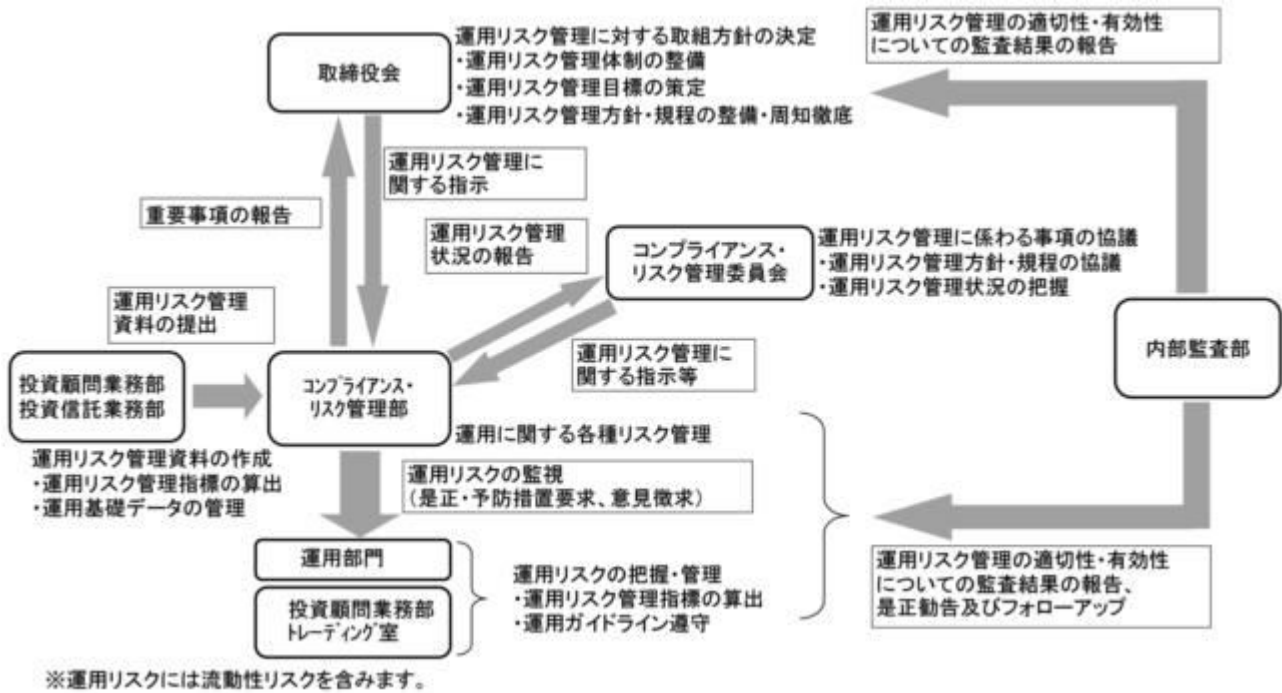 取締役会
運用リスク管理に対する取組方針の決定
・運用リスク管理体制の整備
・運用リスク管理目標の策定
・運用リスク管理方針・規程の整備・周知徹底
運用リスク管理の適切性・有効性
についての監査結果の報告
運用リスク管理に
関する指示
重要事項の報告
運用リスク管理
状況の報告
コンプライアンス・
リスク管理委員会
運用リスク管理に係わる事項の協議
・運用リスク管理方針・規程の協議
・運用リスク管理状況の把握
運用リスク管理
資料の提出
内部監査部
運用リスク管理に
関する指示等
投資顧問業務部
投資信託業務部
コンプライアンス・
リスク管理部
運用に関する各種リスク管理
運用リスク管理資料の作成
・運用リスク管理指標の算出
・運用基礎データの管理
運用リスクの監視
(是正・予防措置要求、意見徴求)
運用部門
投資顧問業務部
トレーディング室
運用リスクの把握・管理
・運用リスク管理指標の算出
・運用ガイドライン遵守
運用リスク管理の適切性・有効性
についての監査結果の報告、
是正勧告及びフォローアップ
※運用リスクには流動性リスクを含みます。